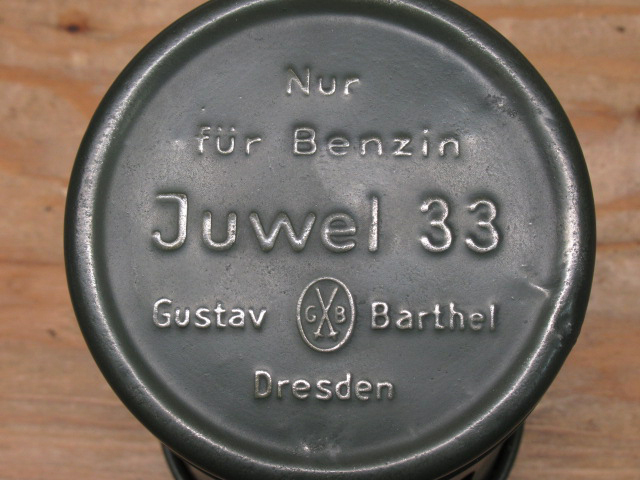 Nur
für Benzin
Juwel 33
Gustav GB Barthel
Dresden